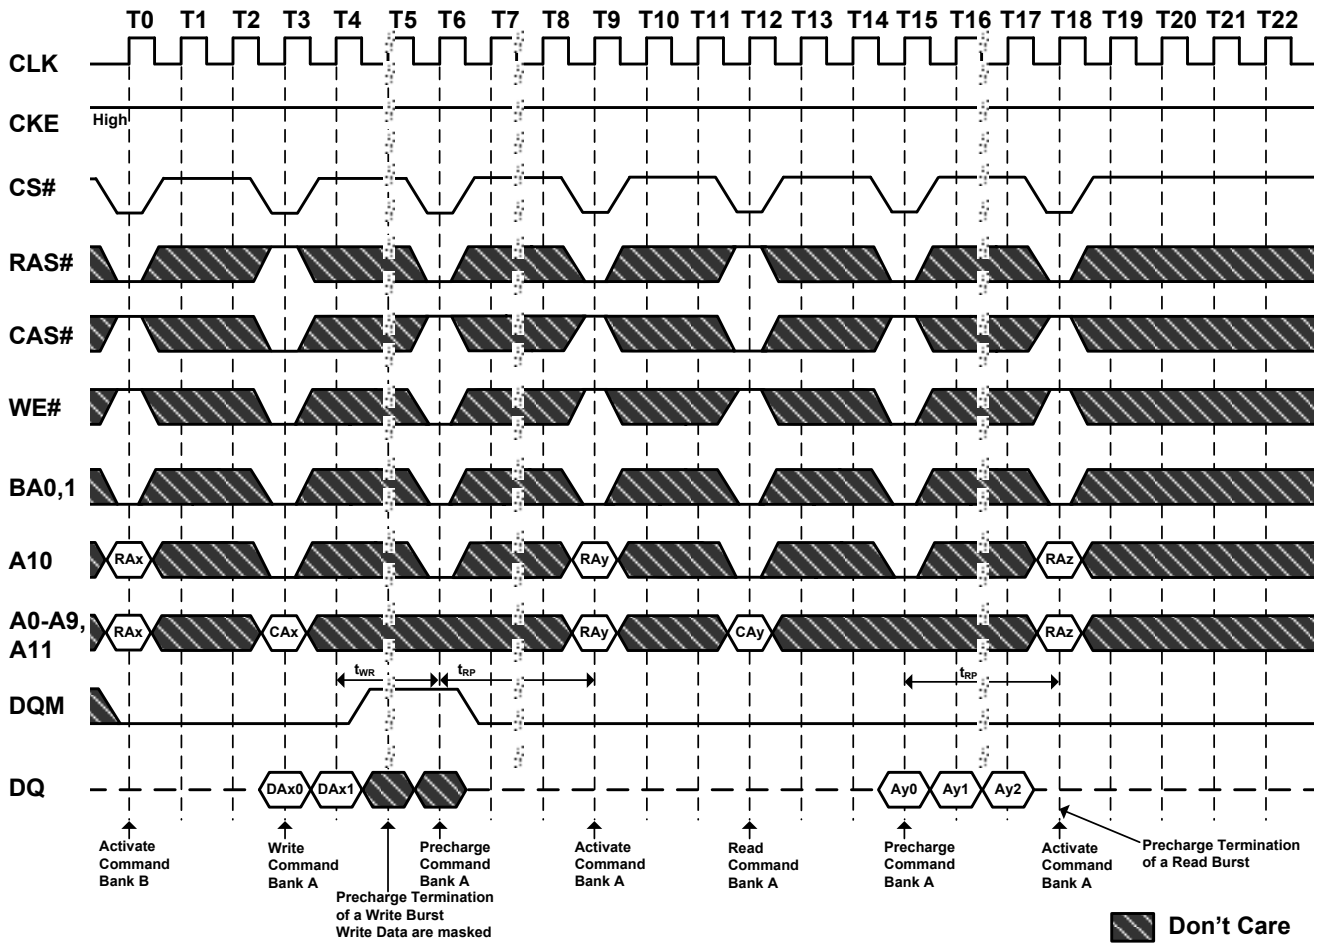 T0 T1 T2 T3 T4 T5 T6 T7 T8 T9 T10 T11 T12 T13 T14 T15 T16 T17 T18 T19 T20 T21 T22
CLK
CKE
High
CS#
RAS#
CAS#
WE#
BA0,1
A10
RAx RAy RAz
A0-A9,
A11
RAx CAx RAy CAy RAz
tWR tRP tRP
DQM
DQ
DAx0 DAx1 Ay0 Ay1 Ay2
Activate
Command
Bank B
Write
Command
Bank A
Precharge
Command
Bank A
Precharge Termination
of a Write Burst
Write Data are masked
Activate
Command
Bank A
Read
Command
Bank A
Precharge
Command
Bank A
Activate
Command
Bank A
Precharge Termination
of a Read Burst
Don't Care